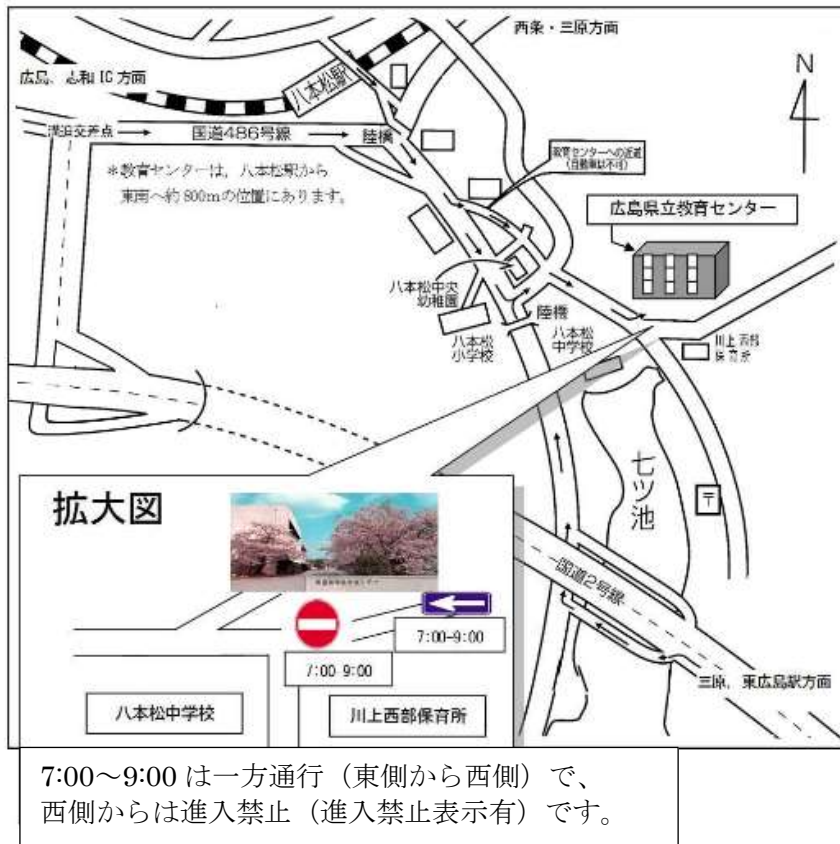 西条・三原方面
広島、志和IC方面
八本松駅
N
溝迫交差点
国道486号線
陸橋
教育センターへの近道
(自動車は不可)
*教育センターは，八本松駅から
東南へ約800mの位置にあります。
広島県立教育センター
八本松中央
幼稚園
陸橋
八本松
小学校
八本松
中学校
川上西部
保育所
七ツ池
〒
拡大図
国道2号線
7:00-9:00
7:00-9:00
三原，東広島駅方面
八本松中学校
川上西部保育所
7:00～9:00 は一方通行（東側から西側）で、
西側からは進入禁止（進入禁止表示有）です。